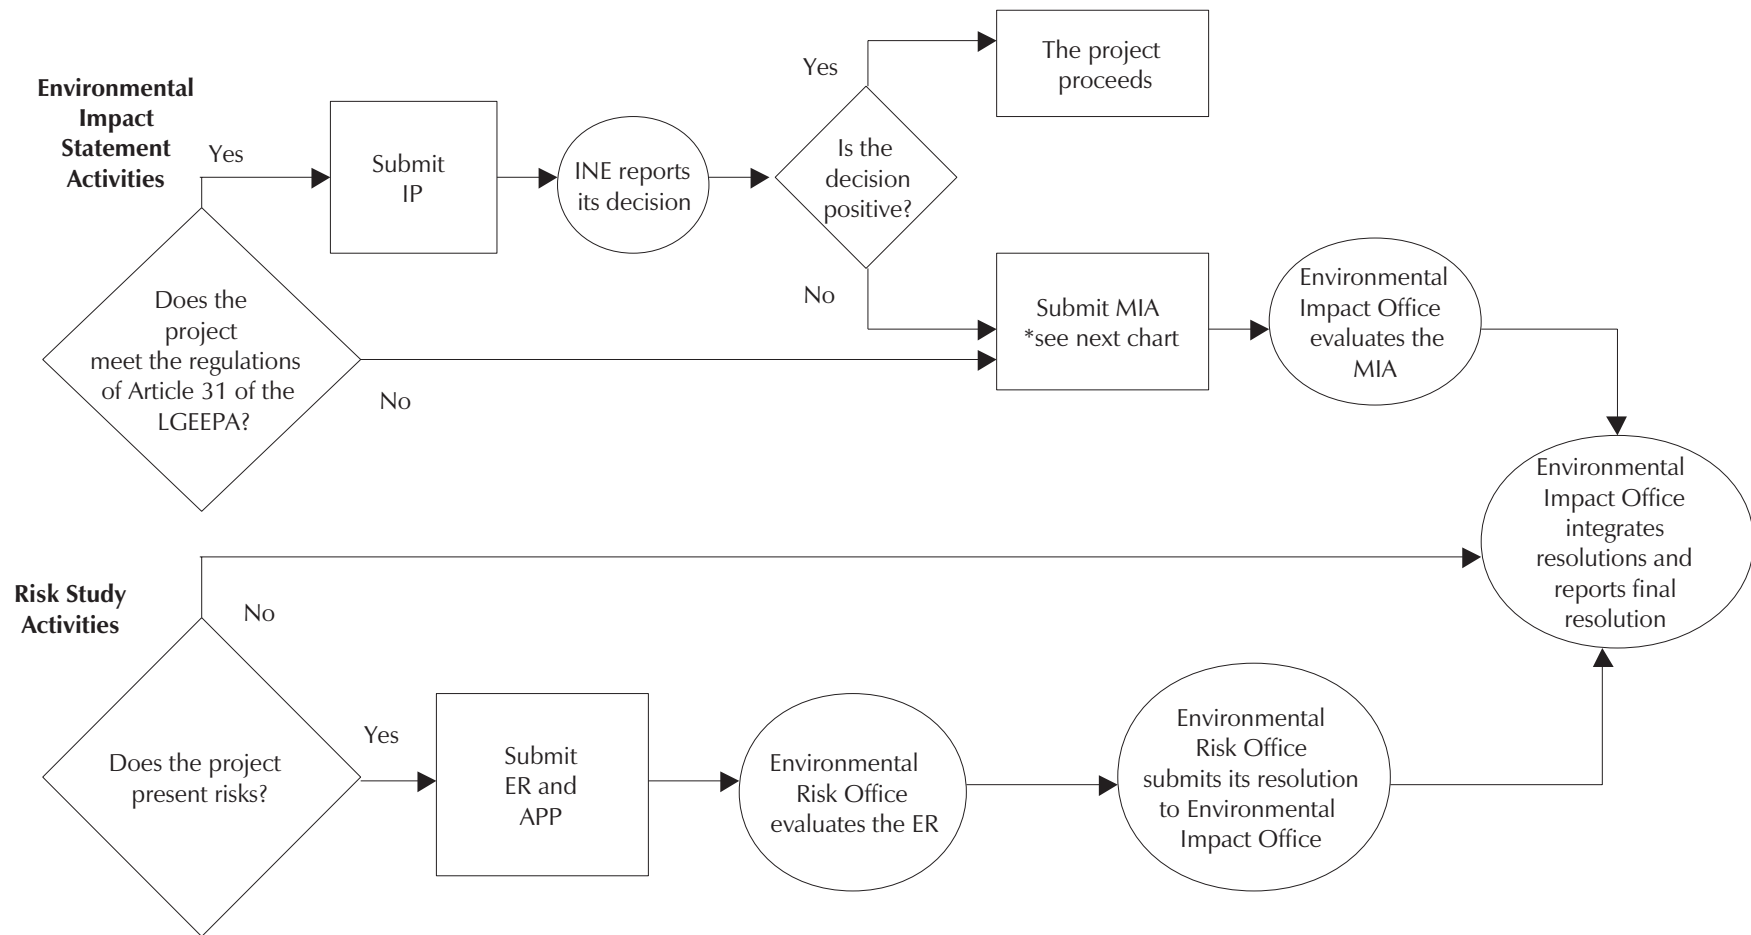 Environmental
Impact
Statement
Activities
Yes
Submit
IP
INE reports
its decision
Is the
decision
positive?
Yes
The project
proceeds
No
Does the
project
meet the regulations
of Article 31 of the
LGEEPA?
No
Submit MIA
*see next chart
Environmental
Impact Office
evaluates the
MIA
Environmental
Impact Office
integrates
resolutions and
reports final
resolution
Risk Study
Activities
No
Does the project
present risks?
Yes
Submit
ER and
APP
Environmental
Risk Office
evaluates the ER
Environmental
Risk Office
submits its resolution
to Environmental
Impact Office